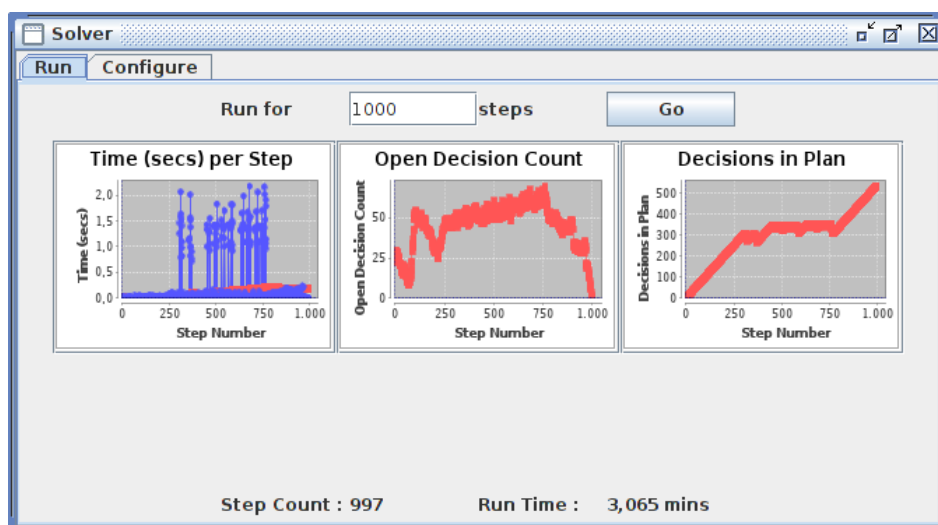 Solver
Run Configure
Run for 1000 steps Go
Time (secs) per Step
Time (secs)
2,0
1,5
1,0
0,5
0,0
0 250 500 750 1.000
Step Number
Open Decision Count
Open Decision Count
50
25
0
0 250 500 750 1.000
Step Number
Decisions in Plan
Decisions in Plan
500
400
300
200
100
0
0 250 500 750 1.000
Step Number
Step Count : 997 Run Time : 3,065 mins